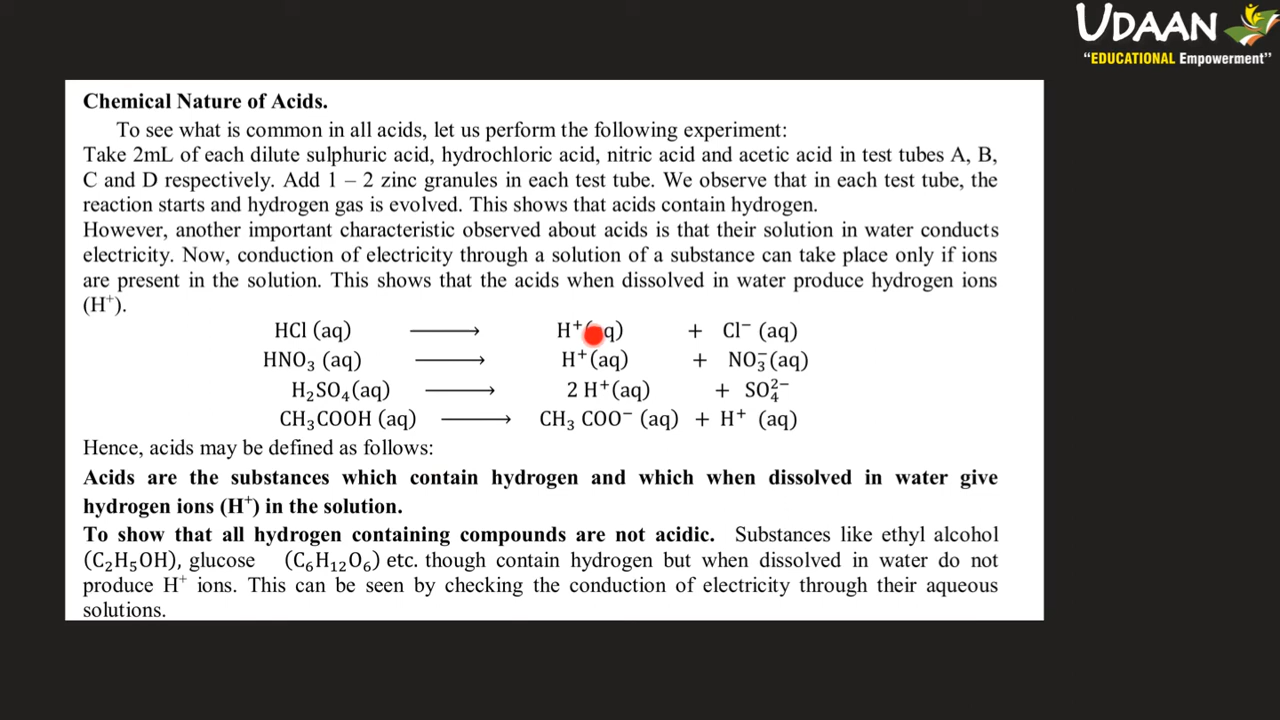 UDAAN
“EDUCATIONAL Empowerment”
Chemical Nature of Acids.
To see what is common in all acids, let us perform the following experiment:
Take 2mL of each dilute sulphuric acid, hydrochloric acid, nitric acid and acetic acid in test tubes A, B,
C and D respectively. Add 1 – 2 zinc granules in each test tube. We observe that in each test tube, the
reaction starts and hydrogen gas is evolved. This shows that acids contain hydrogen.
However, another important characteristic observed about acids is that their solution in water conducts
electricity. Now, conduction of electricity through a solution of a substance can take place only if ions
are present in the solution. This shows that the acids when dissolved in water produce hydrogen ions
(H⁺).
HCl (aq) ⟶ H⁺(aq) + Cl⁻ (aq)
HNO₃ (aq) ⟶ H⁺(aq) + NO₃⁻(aq)
H₂SO₄(aq) ⟶ 2 H⁺(aq) + SO₄²⁻
CH₃COOH (aq) ⟶ CH₃ COO⁻ (aq) + H⁺ (aq)
Hence, acids may be defined as follows:
Acids are the substances which contain hydrogen and which when dissolved in water give
hydrogen ions (H⁺) in the solution.
To show that all hydrogen containing compounds are not acidic. Substances like ethyl alcohol
(C₂H₅OH), glucose (C₆H₁₂O₆) etc. though contain hydrogen but when dissolved in water do not
produce H⁺ ions. This can be seen by checking the conduction of electricity through their aqueous
solutions.